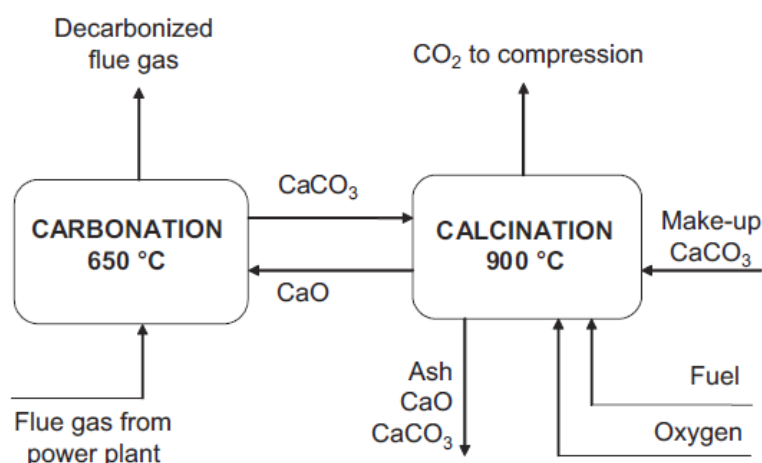 Decarbonized
flue gas
CO₂ to compression
CaCO₃
CARBONATION
650 °C
CALCINATION
900 °C
Make-up
CaCO₃
CaO
Flue gas from
power plant
Ash
CaO
CaCO₃
Fuel
Oxygen